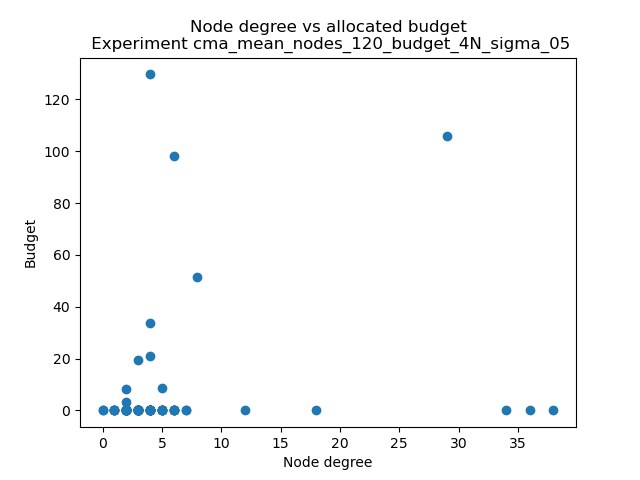 Node degree vs allocated budget
Experiment cma_mean_nodes_120_budget_4N_sigma_05
120
100
80
60
40
20
0
Budget
0 5 10 15 20 25 30 35
Node degree